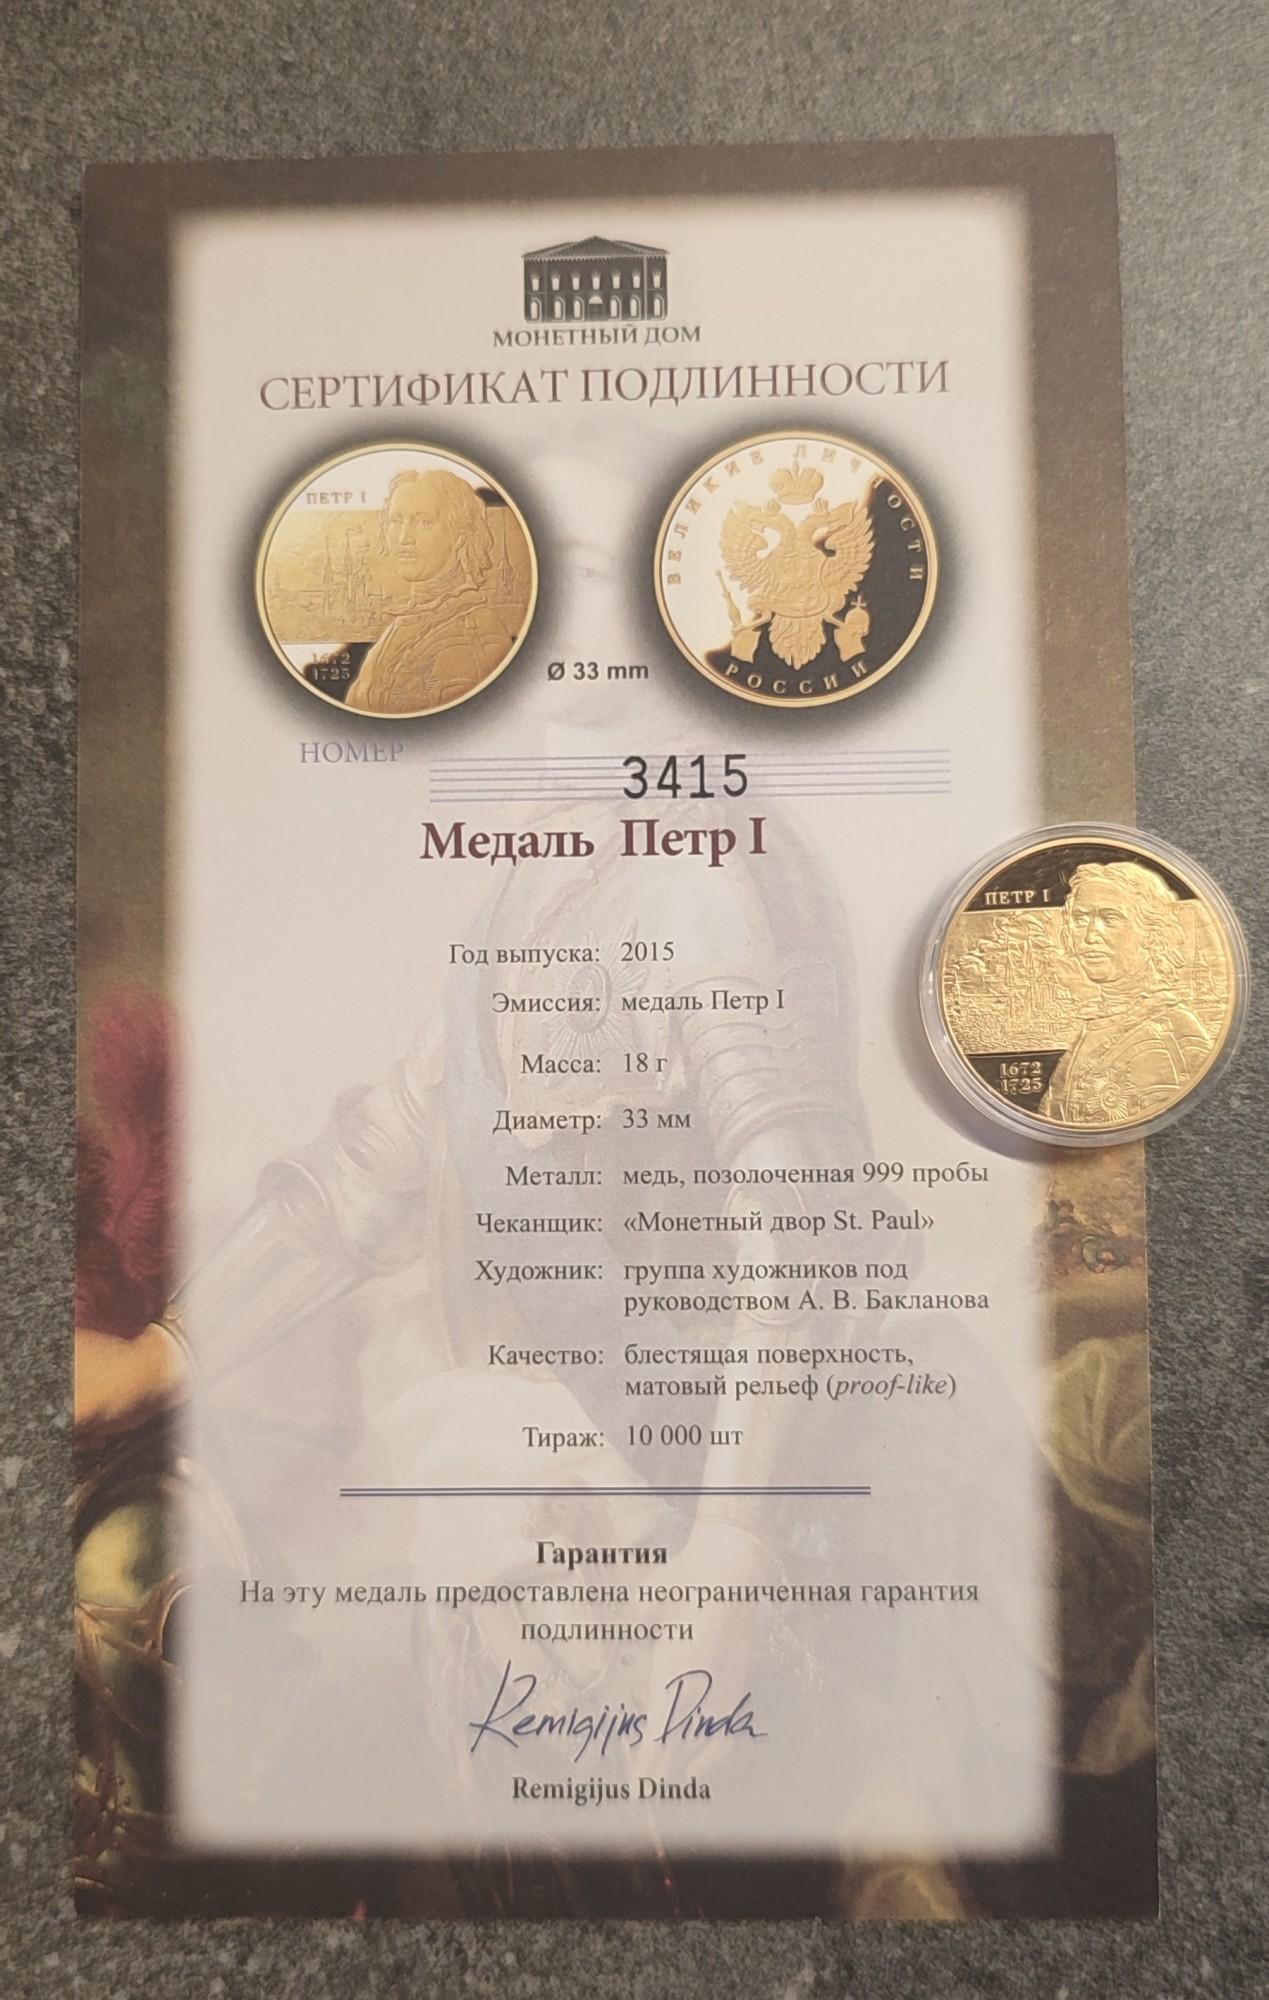 МОНЕТНЫЙ ДОМ
СЕРТИФИКАТ ПОДЛИННОСТИ
ПЕТР I
1672
1725
ВЕЛИКИЕ ЛИЧНОСТИ
РОССИИ
Ø 33 mm
НОМЕР
3415
Медаль Петр I
ПЕТР I
1672
1725
Год выпуска: 2015
Эмиссия: медаль Петр I
Масса: 18 г
Диаметр: 33 мм
Металл: медь, позолоченная 999 пробы
Чеканщик: «Монетный двор St. Paul»
Художник: группа художников под
руководством А. В. Бакланова
Качество: блестящая поверхность,
матовый рельеф (proof-like)
Тираж: 10 000 шт
Гарантия
На эту медаль предоставлена неограниченная гарантия
подлинности
Remigijus Dinda
Remigijus Dinda